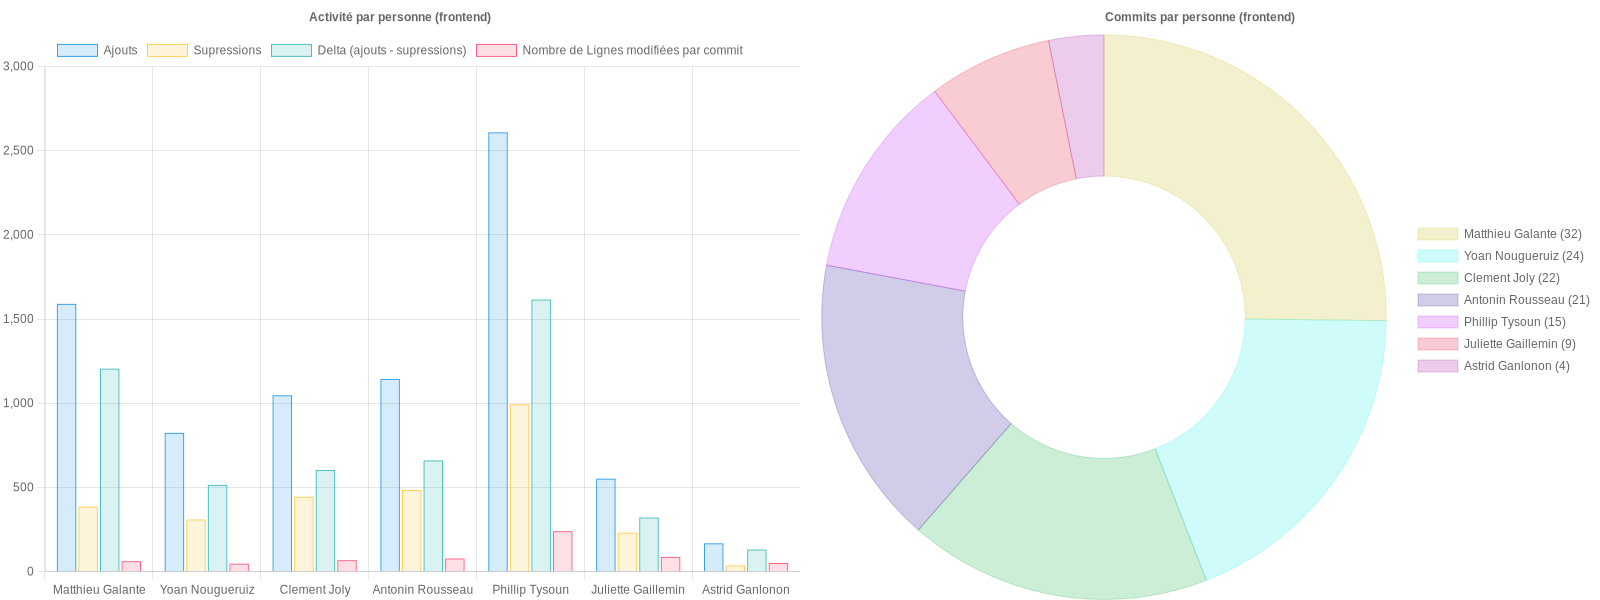 Activité par personne (frontend)
Ajouts
Supressions
Delta (ajouts - supressions)
Nombre de Lignes modifiées par commit
3,000
2,500
2,000
1,500
1,000
500
0
Matthieu Galante
Yoan Nougueruiz
Clement Joly
Antonin Rousseau
Phillip Tysoun
Juliette Gaillemin
Astrid Ganlonon
Commits par personne (frontend)
Matthieu Galante (32)
Yoan Nougueruiz (24)
Clement Joly (22)
Antonin Rousseau (21)
Phillip Tysoun (15)
Juliette Gaillemin (9)
Astrid Ganlonon (4)